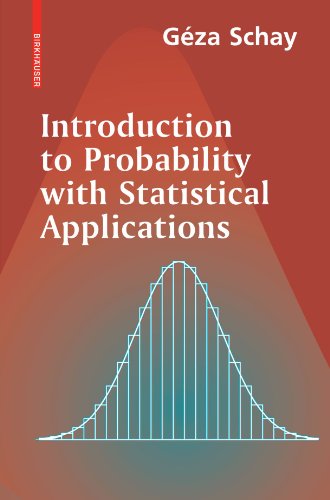 BIRKHÄUSER
Géza Schay
Introduction
to Probability
with Statistical
Applications